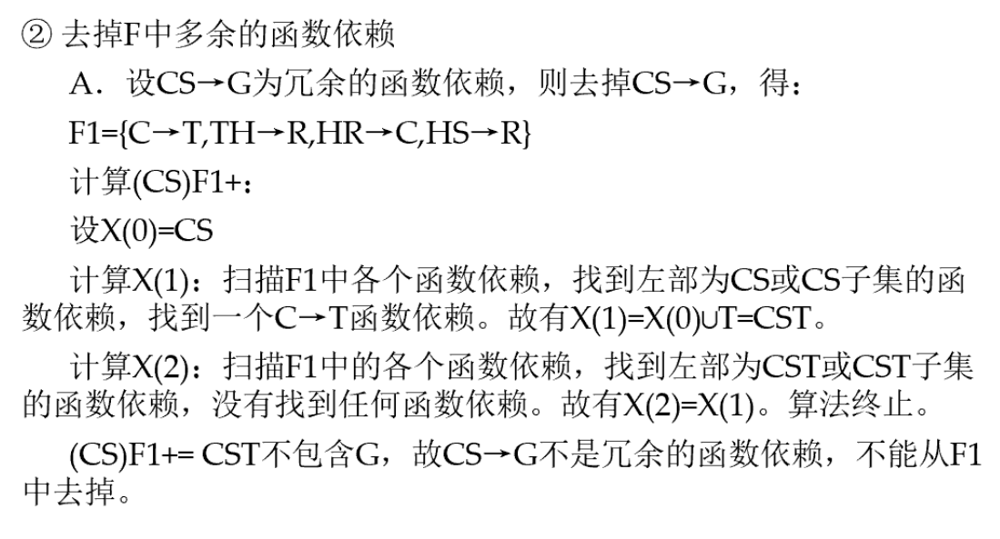 ② 去掉F中多余的函数依赖
A．设CS→G为冗余的函数依赖，则去掉CS→G，得：
F1={C→T,TH→R,HR→C,HS→R}
计算(CS)F1+：
设X(0)=CS
计算X(1)：扫描F1中各个函数依赖，找到左部为CS或CS子集的函
数依赖，找到一个C→T函数依赖。故有X(1)=X(0)∪T=CST。
计算X(2)：扫描F1中的各个函数依赖，找到左部为CST或CST子集
的函数依赖，没有找到任何函数依赖。故有X(2)=X(1)。算法终止。
(CS)F1+= CST不包含G，故CS→G不是冗余的函数依赖，不能从F1
中去掉。